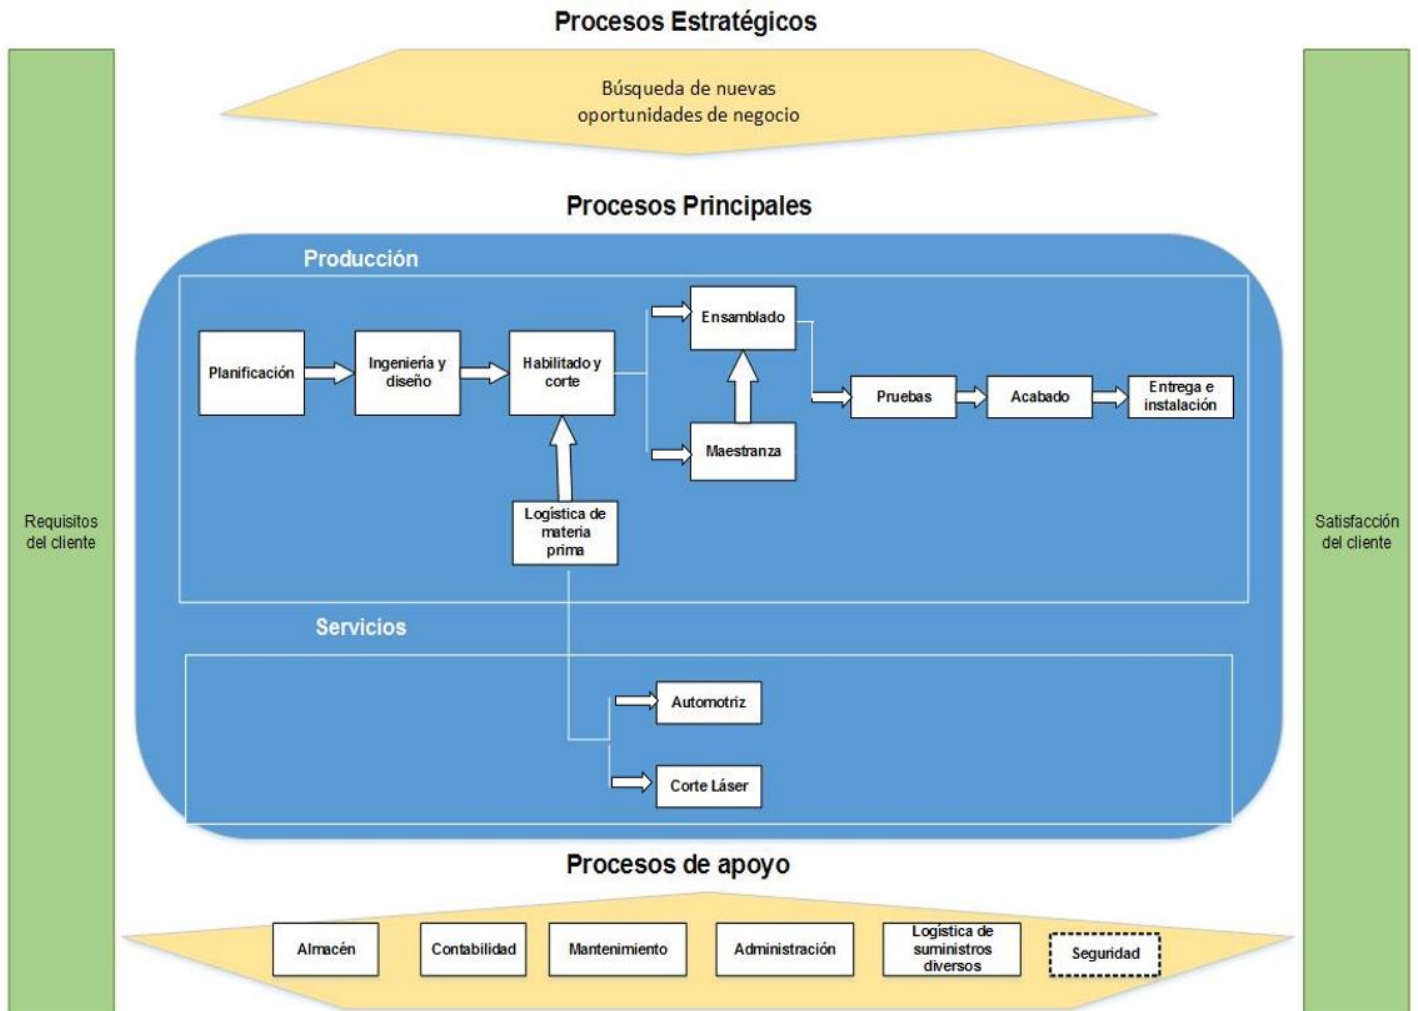 Procesos Estratégicos
Búsqueda de nuevas
oportunidades de negocio
Procesos Principales
Producción
Planificación
Ingeniería y
diseño
Habilitado y
corte
Ensamblado
Maestranza
Logística de
materia
prima
Pruebas
Acabado
Entrega e
instalación
Requisitos
del cliente
Satisfacción
del cliente
Servicios
Automotriz
Corte Láser
Procesos de apoyo
Almacén
Contabilidad
Mantenimiento
Administración
Logística de
suministros
diversos
Seguridad